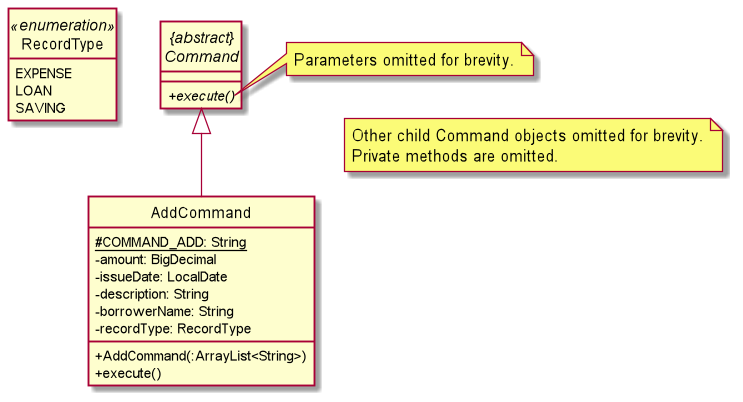 «enumeration»
RecordType
EXPENSE
LOAN
SAVING
{abstract}
Command
+execute()
Parameters omitted for brevity.
Other child Command objects omitted for brevity.
Private methods are omitted.
AddCommand
#COMMAND_ADD: String
-amount: BigDecimal
-issueDate: LocalDate
-description: String
-borrowerName: String
-recordType: RecordType
+AddCommand(:ArrayList<String>)
+execute()